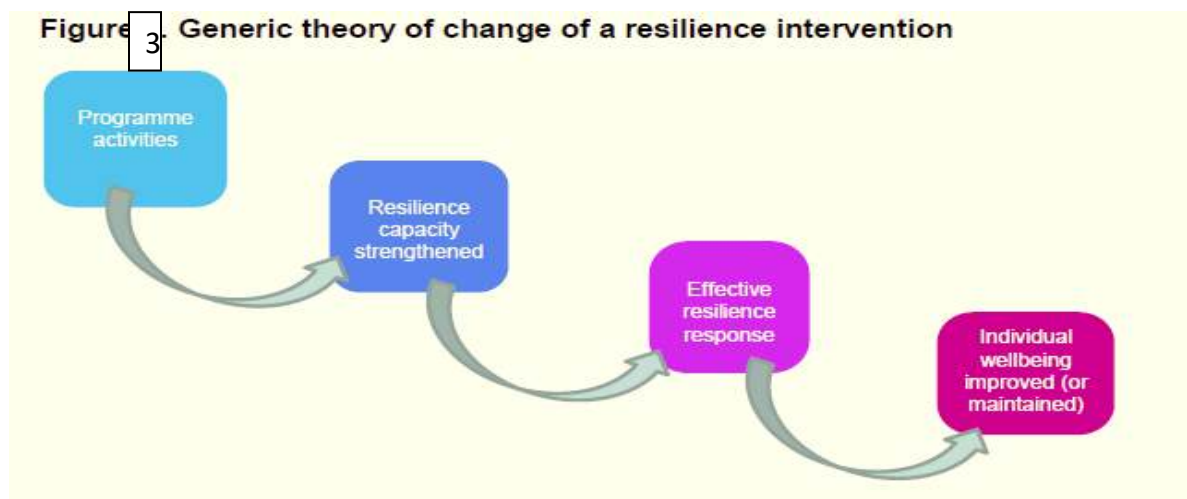 Figure 3. Generic theory of change of a resilience intervention
Programme
activities
Resilience
capacity
strengthened
Effective
resilience
response
Individual
wellbeing
improved (or
maintained)